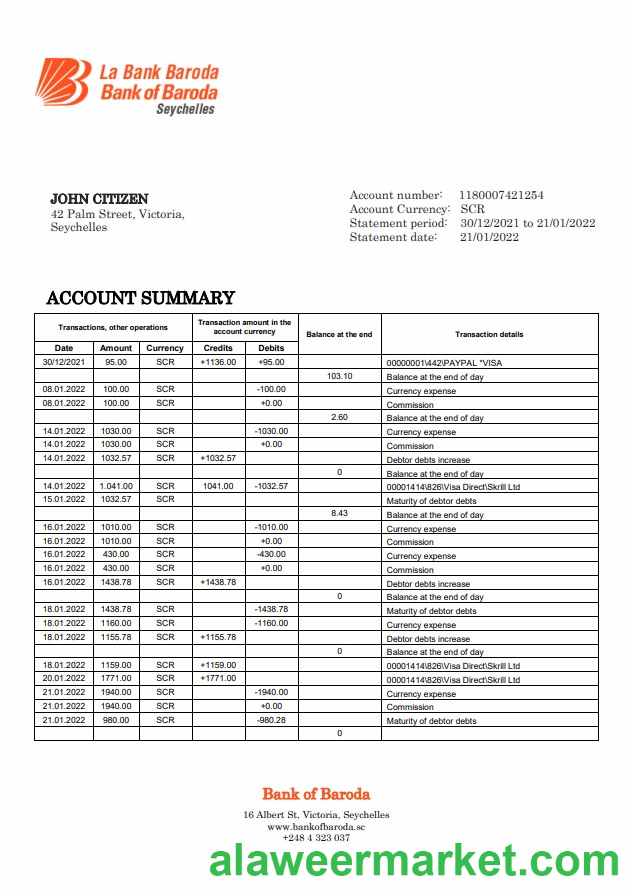 La Bank Baroda
Bank of Baroda
Seychelles
JOHN CITIZEN
42 Palm Street, Victoria,
Seychelles
Account number: 1180007421254
Account Currency: SCR
Statement period: 30/12/2021 to 21/01/2022
Statement date: 21/01/2022
ACCOUNT SUMMARY
Transactions, other operations Transaction amount in the account currency Balance at the end Transaction details
Date Amount Currency Credits Debits
30/12/2021 95.00 SCR +1136.00 +95.00 00000001\442\PAYPAL "VISA
103.10 Balance at the end of day
08.01.2022 100.00 SCR -100.00 Currency expense
08.01.2022 100.00 SCR +0.00 Commission
2.60 Balance at the end of day
14.01.2022 1030.00 SCR -1030.00 Currency expense
14.01.2022 1030.00 SCR +0.00 Commission
14.01.2022 1032.57 SCR +1032.57 Debtor debts increase
0 Balance at the end of day
14.01.2022 1.041.00 SCR 1041.00 -1032.57 00001414\826\Visa Direct\Skrill Ltd
15.01.2022 1032.57 SCR Maturity of debtor debts
8.43 Balance at the end of day
16.01.2022 1010.00 SCR -1010.00 Currency expense
16.01.2022 1010.00 SCR +0.00 Commission
16.01.2022 430.00 SCR -430.00 Currency expense
16.01.2022 430.00 SCR +0.00 Commission
16.01.2022 1438.78 SCR +1438.78 Debtor debts increase
0 Balance at the end of day
18.01.2022 1438.78 SCR -1438.78 Maturity of debtor debts
18.01.2022 1160.00 SCR -1160.00 Currency expense
18.01.2022 1155.78 SCR +1155.78 Debtor debts increase
0 Balance at the end of day
18.01.2022 1159.00 SCR +1159.00 00001414\826\Visa Direct\Skrill Ltd
20.01.2022 1771.00 SCR +1771.00 00001414\826\Visa Direct\Skrill Ltd
21.01.2022 1940.00 SCR -1940.00 Currency expense
21.01.2022 1940.00 SCR +0.00 Commission
21.01.2022 980.00 SCR -980.28 Maturity of debtor debts
0
Bank of Baroda
16 Albert St, Victoria, Seychelles
www.bankofbaroda.sc
+248 4 323 037
alaweermarket.com